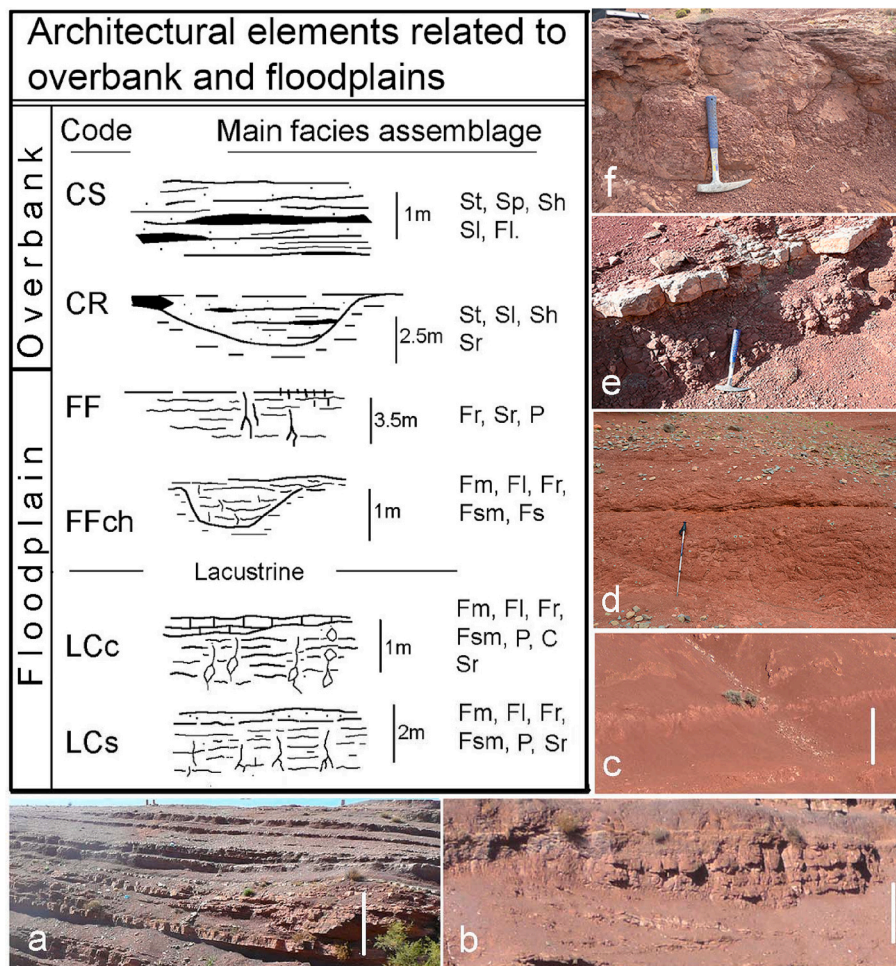 Architectural elements related to
overbank and floodplains
Overbank
Code Main facies assemblage
CS 1m St, Sp, Sh
Sl, Fl.
CR 2.5m St, Sl, Sh
Sr
Floodplain
FF 3.5m Fr, Sr, P
FFch 1m Fm, Fl, Fr,
Fsm, Fs
Lacustrine
LCc 1m Fm, Fl, Fr,
Fsm, P, C
Sr
LCs 2m Fm, Fl, Fr,
Fsm, P, Sr
f
e
d
c
a
b